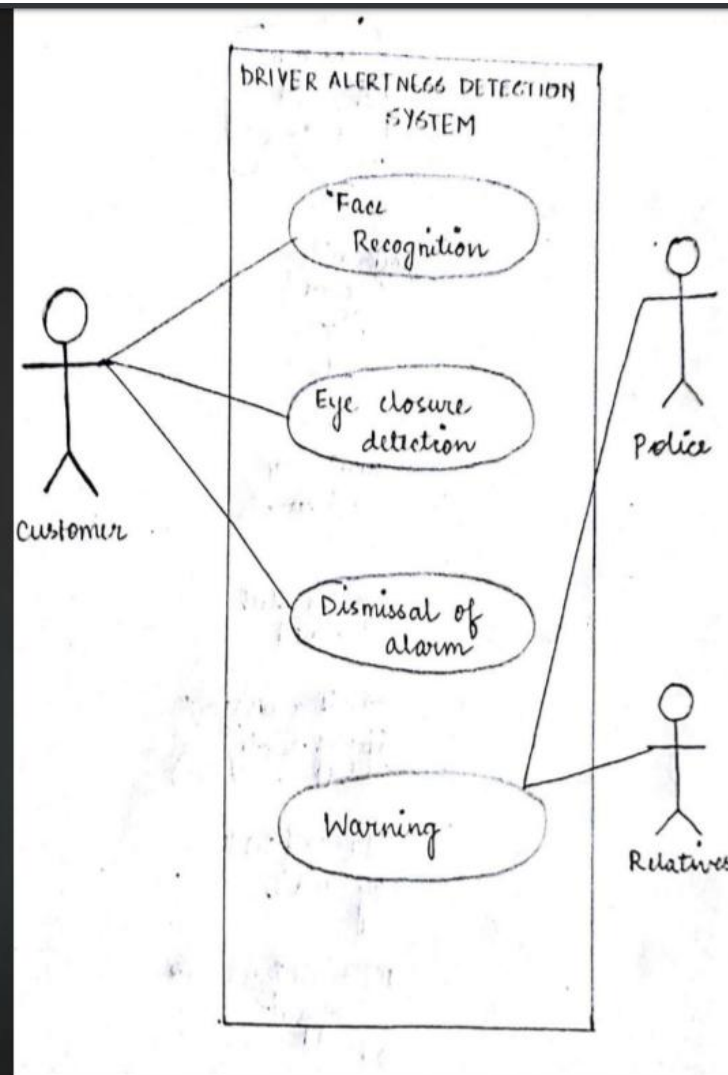 DRIVER ALERTNESS DETECTION
SYSTEM
Face
Recognition
Eye closure
detection
Dismissal of
alarm
Warning
Customer
Police
Relatives